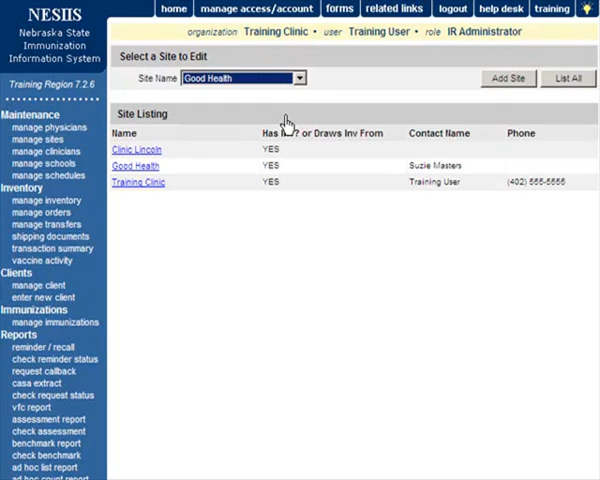 NESIIS
Nebraska State
Immunization
Information System
Training Region 7.2.6
home manage access/account forms related links logout help desk training
organization Training Clinic • user Training User • role IR Administrator
Select a Site to Edit
Site Name Good Health Add Site List All
Site Listing
Name Has Inv? or Draws Inv From Contact Name Phone
Clinic Lincoln YES
Good Health YES Suzie Masters
Training Clinic YES Training User (402) 555-5555
Maintenance
manage physicians
manage sites
manage clinicians
manage schools
manage schedules
Inventory
manage inventory
manage orders
manage transfers
shipping documents
transaction summary
vaccine activity
Clients
manage client
enter new client
Immunizations
manage immunizations
Reports
reminder / recall
check reminder status
request callback
casa extract
check request status
vfc report
assessment report
check assessment
benchmark report
check benchmark
ad hoc list report
ad hoc count report